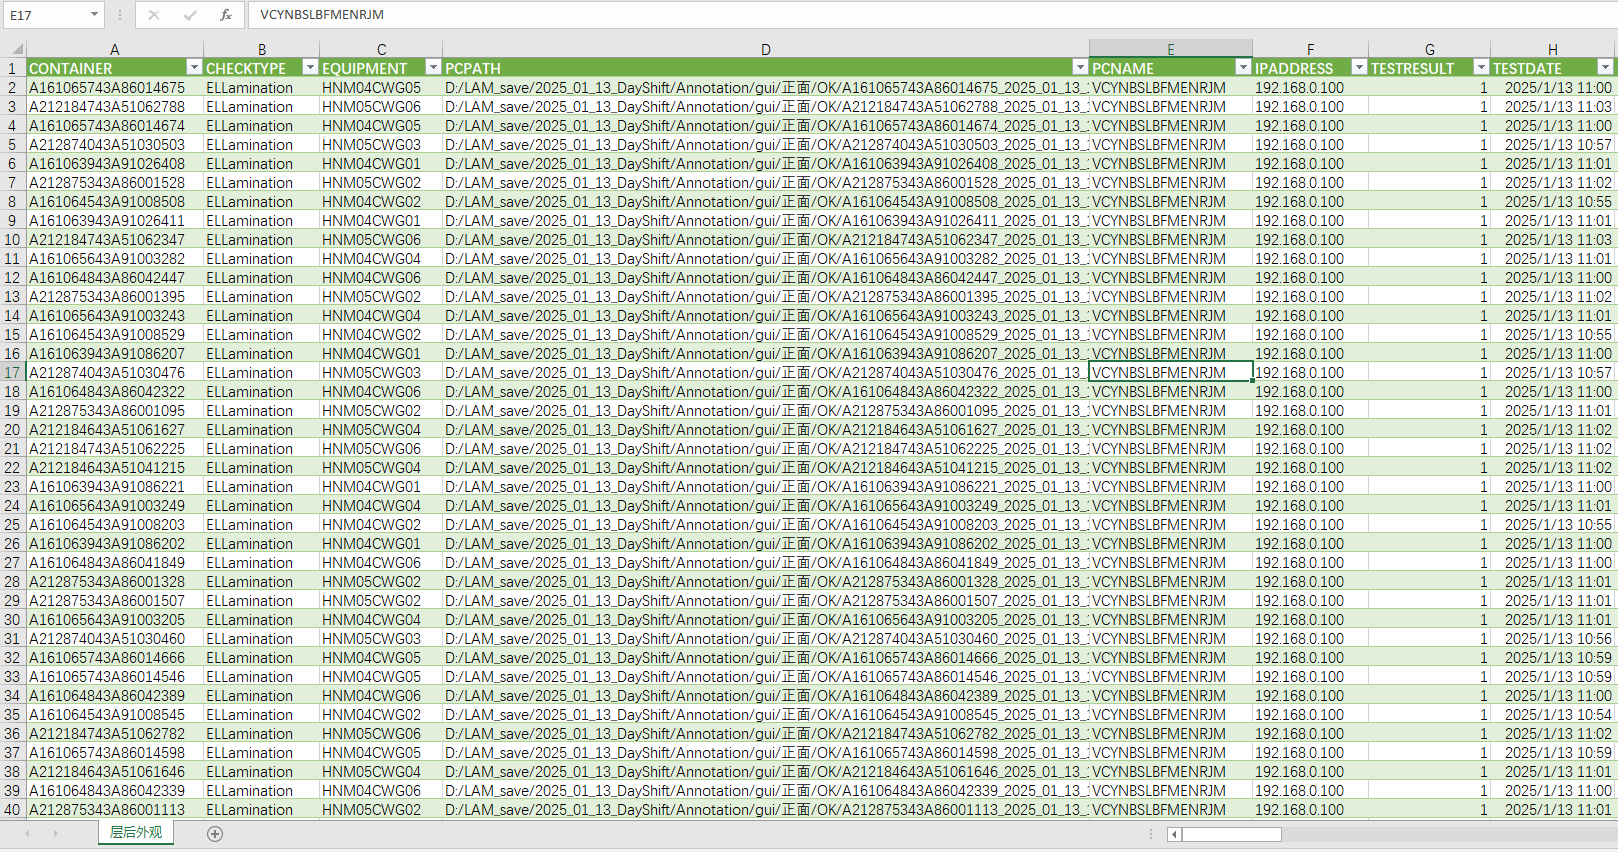 E17 fx VCYNBSLBFMENRJM
A B C D E F G H
1 CONTAINER CHECKTYPE EQUIPMENT PCPATH PCNAME IPADDRESS TESTRESULT TESTDATE
2 A161065743A86014675 ELLamination HNM04CWG05 D:/LAM_save/2025_01_13_DayShift/Annotation/gui/正面/OK/A161065743A86014675_2025_01_13_ VCYNBSLBFMENRJM 192.168.0.100 1 2025/1/13 11:00
3 A212184743A51062788 ELLamination HNM05CWG06 D:/LAM_save/2025_01_13_DayShift/Annotation/gui/正面/OK/A212184743A51062788_2025_01_13_ VCYNBSLBFMENRJM 192.168.0.100 1 2025/1/13 11:03
4 A161065743A86014674 ELLamination HNM04CWG05 D:/LAM_save/2025_01_13_DayShift/Annotation/gui/正面/OK/A161065743A86014674_2025_01_13_ VCYNBSLBFMENRJM 192.168.0.100 1 2025/1/13 11:00
5 A212874043A51030503 ELLamination HNM05CWG03 D:/LAM_save/2025_01_13_DayShift/Annotation/gui/正面/OK/A212874043A51030503_2025_01_13_ VCYNBSLBFMENRJM 192.168.0.100 1 2025/1/13 10:57
6 A161063943A91026408 ELLamination HNM04CWG01 D:/LAM_save/2025_01_13_DayShift/Annotation/gui/正面/OK/A161063943A91026408_2025_01_13_ VCYNBSLBFMENRJM 192.168.0.100 1 2025/1/13 11:01
7 A212875343A86001528 ELLamination HNM05CWG02 D:/LAM_save/2025_01_13_DayShift/Annotation/gui/正面/OK/A212875343A86001528_2025_01_13_ VCYNBSLBFMENRJM 192.168.0.100 1 2025/1/13 11:02
8 A161064543A91008508 ELLamination HNM04CWG02 D:/LAM_save/2025_01_13_DayShift/Annotation/gui/正面/OK/A161064543A91008508_2025_01_13_ VCYNBSLBFMENRJM 192.168.0.100 1 2025/1/13 10:55
9 A161063943A91026411 ELLamination HNM04CWG01 D:/LAM_save/2025_01_13_DayShift/Annotation/gui/正面/OK/A161063943A91026411_2025_01_13_ VCYNBSLBFMENRJM 192.168.0.100 1 2025/1/13 11:01
10 A212184743A51062347 ELLamination HNM05CWG06 D:/LAM_save/2025_01_13_DayShift/Annotation/gui/正面/OK/A212184743A51062347_2025_01_13_ VCYNBSLBFMENRJM 192.168.0.100 1 2025/1/13 11:03
11 A161065643A91003282 ELLamination HNM04CWG04 D:/LAM_save/2025_01_13_DayShift/Annotation/gui/正面/OK/A161065643A91003282_2025_01_13_ VCYNBSLBFMENRJM 192.168.0.100 1 2025/1/13 11:01
12 A161064843A86042447 ELLamination HNM04CWG06 D:/LAM_save/2025_01_13_DayShift/Annotation/gui/正面/OK/A161064843A86042447_2025_01_13_ VCYNBSLBFMENRJM 192.168.0.100 1 2025/1/13 11:00
13 A212875343A86001395 ELLamination HNM05CWG02 D:/LAM_save/2025_01_13_DayShift/Annotation/gui/正面/OK/A212875343A86001395_2025_01_13_ VCYNBSLBFMENRJM 192.168.0.100 1 2025/1/13 11:02
14 A161065643A91003243 ELLamination HNM04CWG04 D:/LAM_save/2025_01_13_DayShift/Annotation/gui/正面/OK/A161065643A91003243_2025_01_13_ VCYNBSLBFMENRJM 192.168.0.100 1 2025/1/13 11:01
15 A161064543A91008529 ELLamination HNM04CWG02 D:/LAM_save/2025_01_13_DayShift/Annotation/gui/正面/OK/A161064543A91008529_2025_01_13_ VCYNBSLBFMENRJM 192.168.0.100 1 2025/1/13 10:55
16 A161063943A91086207 ELLamination HNM04CWG01 D:/LAM_save/2025_01_13_DayShift/Annotation/gui/正面/OK/A161063943A91086207_2025_01_13_ VCYNBSLBFMENRJM 192.168.0.100 1 2025/1/13 11:00
17 A212874043A51030476 ELLamination HNM05CWG03 D:/LAM_save/2025_01_13_DayShift/Annotation/gui/正面/OK/A212874043A51030476_2025_01_13_ VCYNBSLBFMENRJM 192.168.0.100 1 2025/1/13 10:57
18 A161064843A86042322 ELLamination HNM04CWG06 D:/LAM_save/2025_01_13_DayShift/Annotation/gui/正面/OK/A161064843A86042322_2025_01_13_ VCYNBSLBFMENRJM 192.168.0.100 1 2025/1/13 11:00
19 A212875343A86001095 ELLamination HNM05CWG02 D:/LAM_save/2025_01_13_DayShift/Annotation/gui/正面/OK/A212875343A86001095_2025_01_13_ VCYNBSLBFMENRJM 192.168.0.100 1 2025/1/13 11:01
20 A212184643A51061627 ELLamination HNM05CWG04 D:/LAM_save/2025_01_13_DayShift/Annotation/gui/正面/OK/A212184643A51061627_2025_01_13_ VCYNBSLBFMENRJM 192.168.0.100 1 2025/1/13 11:02
21 A212184743A51062225 ELLamination HNM05CWG06 D:/LAM_save/2025_01_13_DayShift/Annotation/gui/正面/OK/A212184743A51062225_2025_01_13_ VCYNBSLBFMENRJM 192.168.0.100 1 2025/1/13 11:02
22 A212184643A51041215 ELLamination HNM05CWG04 D:/LAM_save/2025_01_13_DayShift/Annotation/gui/正面/OK/A212184643A51041215_2025_01_13_ VCYNBSLBFMENRJM 192.168.0.100 1 2025/1/13 11:02
23 A161063943A91086221 ELLamination HNM04CWG01 D:/LAM_save/2025_01_13_DayShift/Annotation/gui/正面/OK/A161063943A91086221_2025_01_13_ VCYNBSLBFMENRJM 192.168.0.100 1 2025/1/13 11:00
24 A161065643A91003249 ELLamination HNM04CWG04 D:/LAM_save/2025_01_13_DayShift/Annotation/gui/正面/OK/A161065643A91003249_2025_01_13_ VCYNBSLBFMENRJM 192.168.0.100 1 2025/1/13 11:01
25 A161064543A91008203 ELLamination HNM04CWG02 D:/LAM_save/2025_01_13_DayShift/Annotation/gui/正面/OK/A161064543A91008203_2025_01_13_ VCYNBSLBFMENRJM 192.168.0.100 1 2025/1/13 10:55
26 A161063943A91086202 ELLamination HNM04CWG01 D:/LAM_save/2025_01_13_DayShift/Annotation/gui/正面/OK/A161063943A91086202_2025_01_13_ VCYNBSLBFMENRJM 192.168.0.100 1 2025/1/13 11:00
27 A161064843A86041849 ELLamination HNM04CWG06 D:/LAM_save/2025_01_13_DayShift/Annotation/gui/正面/OK/A161064843A86041849_2025_01_13_ VCYNBSLBFMENRJM 192.168.0.100 1 2025/1/13 11:00
28 A212875343A86001328 ELLamination HNM05CWG02 D:/LAM_save/2025_01_13_DayShift/Annotation/gui/正面/OK/A212875343A86001328_2025_01_13_ VCYNBSLBFMENRJM 192.168.0.100 1 2025/1/13 11:01
29 A212875343A86001507 ELLamination HNM05CWG02 D:/LAM_save/2025_01_13_DayShift/Annotation/gui/正面/OK/A212875343A86001507_2025_01_13_ VCYNBSLBFMENRJM 192.168.0.100 1 2025/1/13 11:01
30 A161065643A91003205 ELLamination HNM04CWG04 D:/LAM_save/2025_01_13_DayShift/Annotation/gui/正面/OK/A161065643A91003205_2025_01_13_ VCYNBSLBFMENRJM 192.168.0.100 1 2025/1/13 11:01
31 A212874043A51030460 ELLamination HNM05CWG03 D:/LAM_save/2025_01_13_DayShift/Annotation/gui/正面/OK/A212874043A51030460_2025_01_13_ VCYNBSLBFMENRJM 192.168.0.100 1 2025/1/13 10:56
32 A161065743A86014666 ELLamination HNM04CWG05 D:/LAM_save/2025_01_13_DayShift/Annotation/gui/正面/OK/A161065743A86014666_2025_01_13_ VCYNBSLBFMENRJM 192.168.0.100 1 2025/1/13 10:59
33 A161065743A86014546 ELLamination HNM04CWG05 D:/LAM_save/2025_01_13_DayShift/Annotation/gui/正面/OK/A161065743A86014546_2025_01_13_ VCYNBSLBFMENRJM 192.168.0.100 1 2025/1/13 10:59
34 A161064843A86042389 ELLamination HNM04CWG06 D:/LAM_save/2025_01_13_DayShift/Annotation/gui/正面/OK/A161064843A86042389_2025_01_13_ VCYNBSLBFMENRJM 192.168.0.100 1 2025/1/13 11:00
35 A161064543A91008545 ELLamination HNM04CWG02 D:/LAM_save/2025_01_13_DayShift/Annotation/gui/正面/OK/A161064543A91008545_2025_01_13_ VCYNBSLBFMENRJM 192.168.0.100 1 2025/1/13 10:54
36 A212184743A51062782 ELLamination HNM05CWG06 D:/LAM_save/2025_01_13_DayShift/Annotation/gui/正面/OK/A212184743A51062782_2025_01_13_ VCYNBSLBFMENRJM 192.168.0.100 1 2025/1/13 11:02
37 A161065743A86014598 ELLamination HNM04CWG05 D:/LAM_save/2025_01_13_DayShift/Annotation/gui/正面/OK/A161065743A86014598_2025_01_13_ VCYNBSLBFMENRJM 192.168.0.100 1 2025/1/13 10:59
38 A212184643A51061646 ELLamination HNM05CWG04 D:/LAM_save/2025_01_13_DayShift/Annotation/gui/正面/OK/A212184643A51061646_2025_01_13_ VCYNBSLBFMENRJM 192.168.0.100 1 2025/1/13 11:01
39 A161064843A86042339 ELLamination HNM04CWG06 D:/LAM_save/2025_01_13_DayShift/Annotation/gui/正面/OK/A161064843A86042339_2025_01_13_ VCYNBSLBFMENRJM 192.168.0.100 1 2025/1/13 11:00
40 A212875343A86001113 ELLamination HNM05CWG02 D:/LAM_save/2025_01_13_DayShift/Annotation/gui/正面/OK/A212875343A86001113_2025_01_13_ VCYNBSLBFMENRJM 192.168.0.100 1 2025/1/13 11:01
层后外观